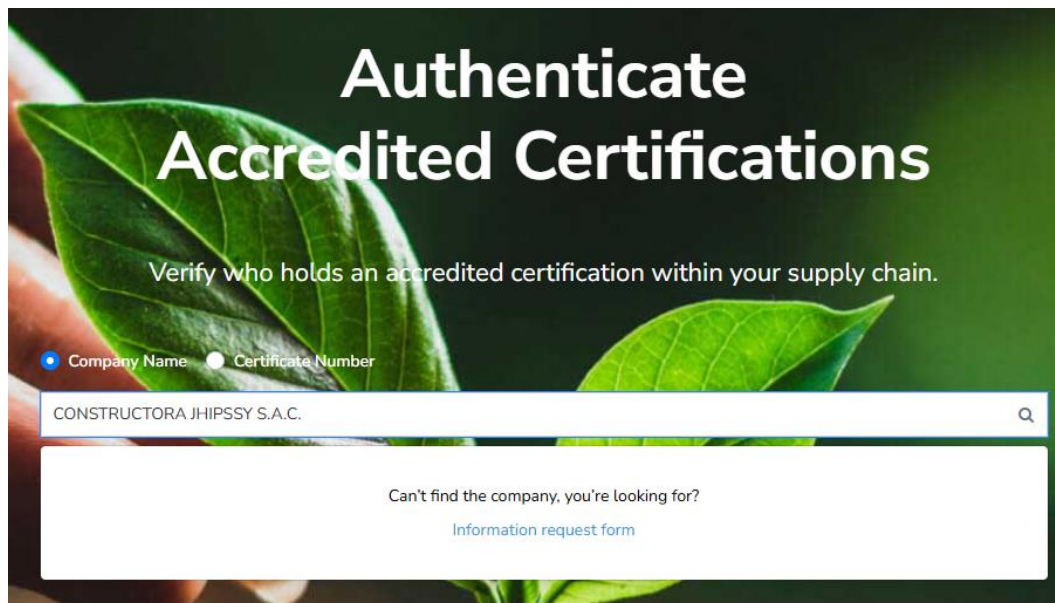 Authenticate
Accredited Certifications
Verify who holds an accredited certification within your supply chain.
Company Name Certificate Number
CONSTRUCTORA JHIPSSY S.A.C.
Can't find the company, you're looking for?
Information request form